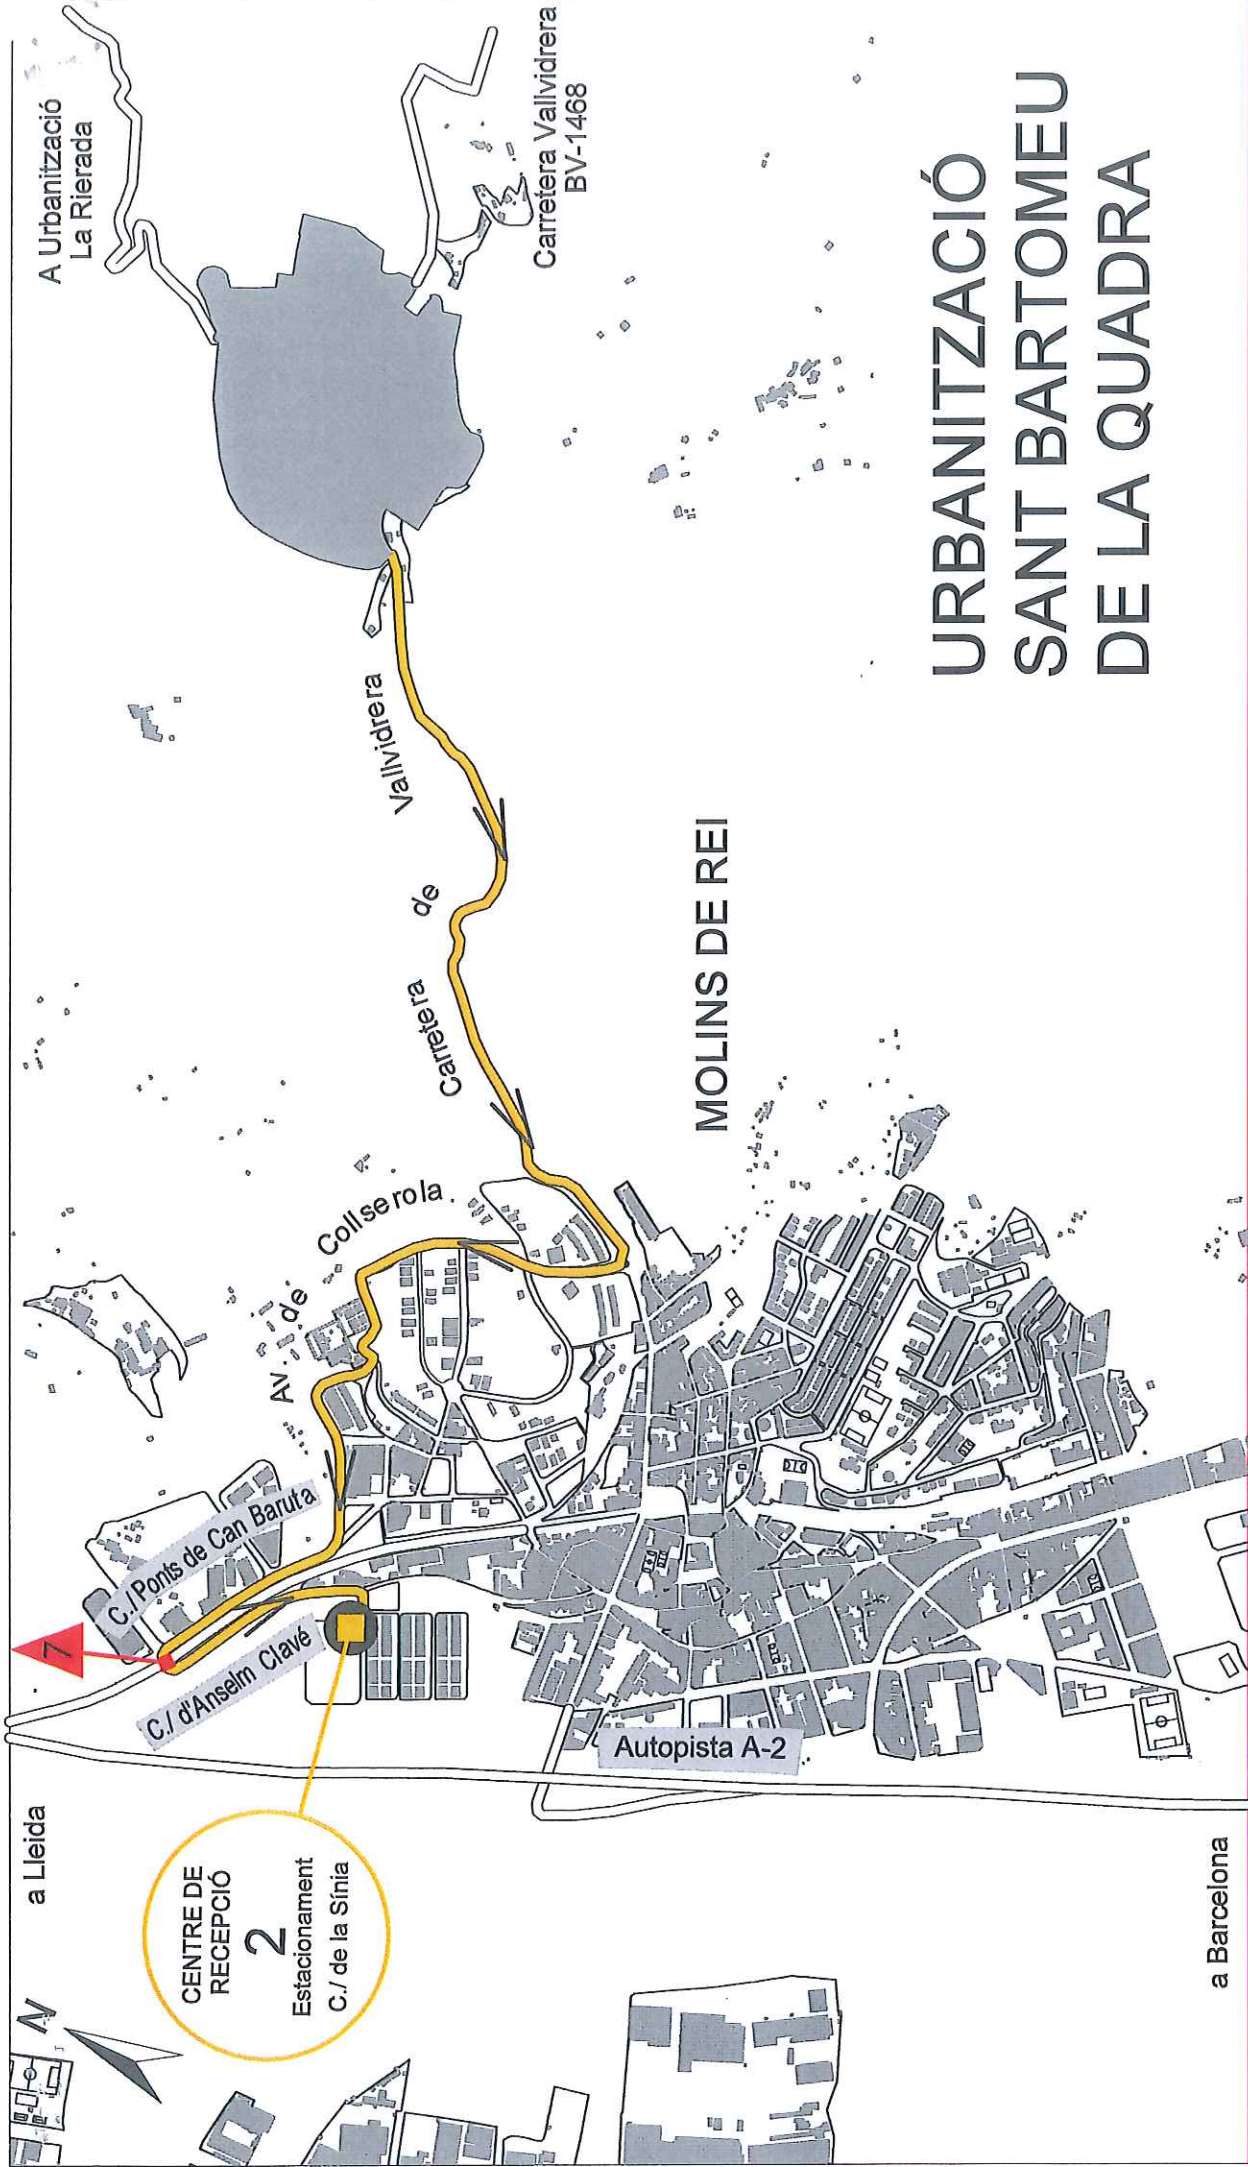 A Urbanització
La Rierada
Carretera Vallvidrera
BV-1468
URBANITZACIÓ
SANT BARTOMEU
DE LA QUADRA
Carretera de Vallvidrera
MOLINS DE REI
Av. de Collserola
C./ Ponts de Can Baruta
7
C./ d'Anselm Clavé
Autopista A-2
a Lleida
CENTRE DE
RECEPCIÓ
2
Estacionament
C./ de la Sínia
N
a Barcelona